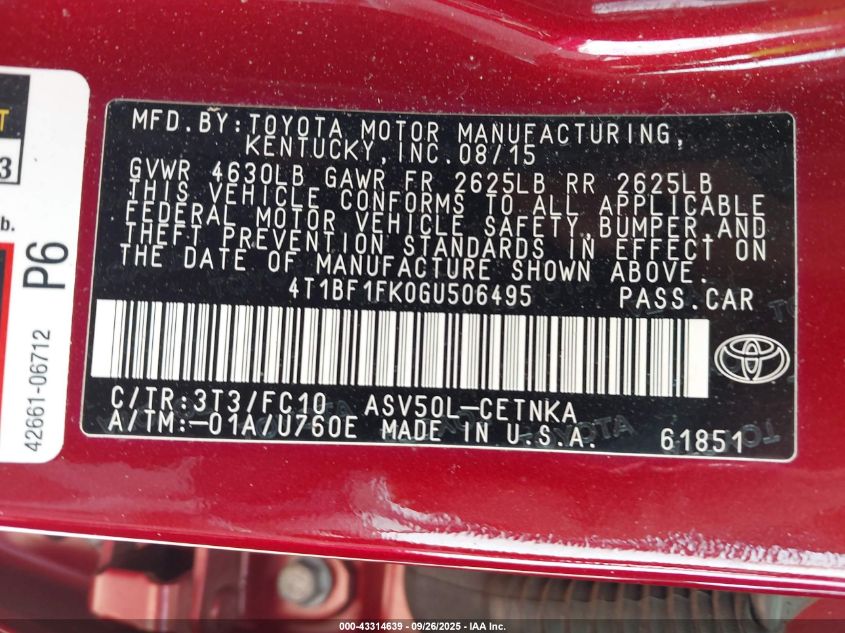 T
3
b.
P6
42661-06712
MFD.BY:TOYOTA MOTOR MANUFACTURING,
KENTUCKY,INC.08/15
GVWR 4630LB GAWR FR 2625LB RR 2625LB
THIS VEHICLE CONFORMS TO ALL APPLICABLE
FEDERAL MOTOR VEHICLE SAFETY,BUMPER,AND
THEFT PREVENTION STANDARDS IN EFFECT ON
THE DATE OF MANUFACTURE SHOWN ABOVE.
4T1BF1FK0GU506495 PASS.CAR
C/TR:3T3/FC10 ASV50L-CETNKA
A/TM:-01A/U760E MADE IN U.S.A. 61851
TOYOTA
000-43314639 - 09/26/2025 - IAA Inc.